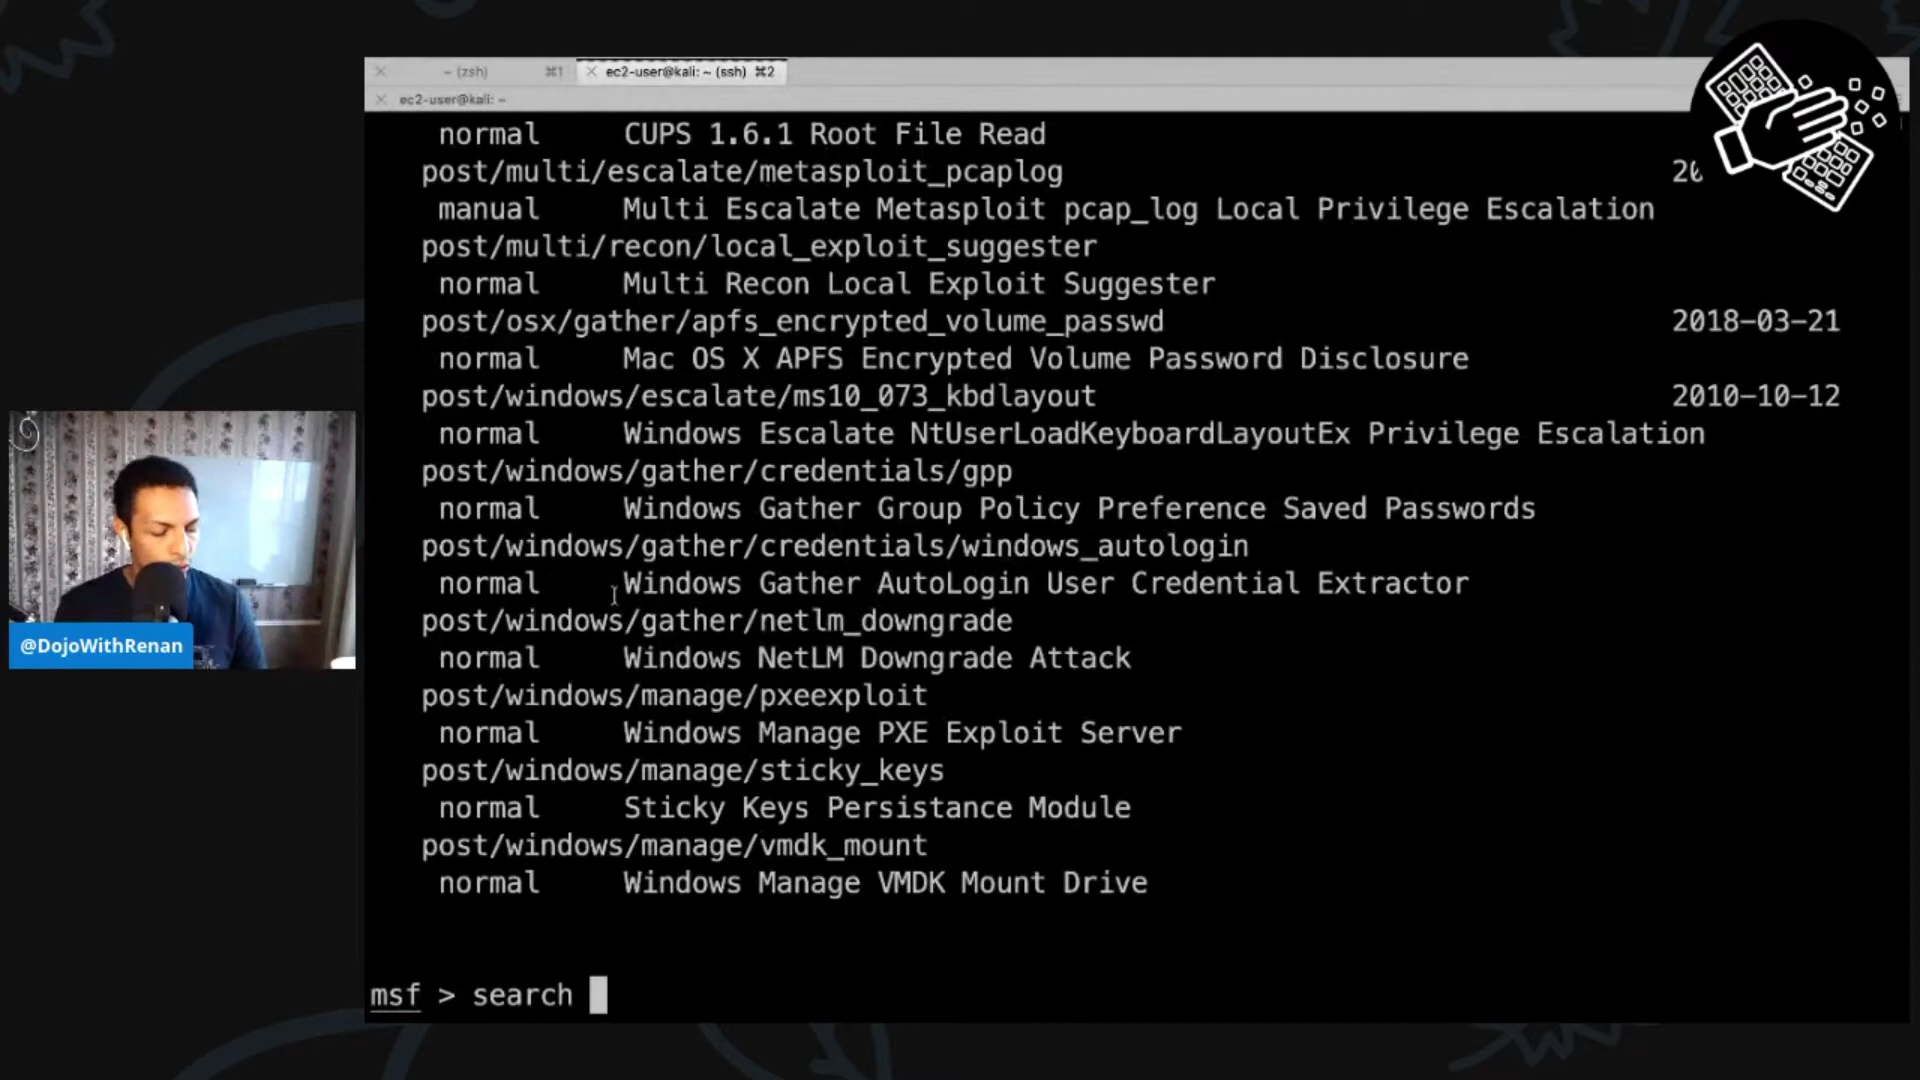 ~ (zsh) ⌘1 ec2-user@kali: ~ (ssh) ⌘2
ec2-user@kali: ~
normal CUPS 1.6.1 Root File Read
post/multi/escalate/metasploit_pcaplog 20
manual Multi Escalate Metasploit pcap_log Local Privilege Escalation
post/multi/recon/local_exploit_suggester
normal Multi Recon Local Exploit Suggester
post/osx/gather/apfs_encrypted_volume_passwd 2018-03-21
normal Mac OS X APFS Encrypted Volume Password Disclosure
post/windows/escalate/ms10_073_kbdlayout 2010-10-12
normal Windows Escalate NtUserLoadKeyboardLayoutEx Privilege Escalation
post/windows/gather/credentials/gpp
normal Windows Gather Group Policy Preference Saved Passwords
post/windows/gather/credentials/windows_autologin
normal Windows Gather AutoLogin User Credential Extractor
post/windows/gather/netlm_downgrade
normal Windows NetLM Downgrade Attack
post/windows/manage/pxeexploit
normal Windows Manage PXE Exploit Server
post/windows/manage/sticky_keys
normal Sticky Keys Persistance Module
post/windows/manage/vmdk_mount
normal Windows Manage VMDK Mount Drive
msf > search
@DojoWithRenan